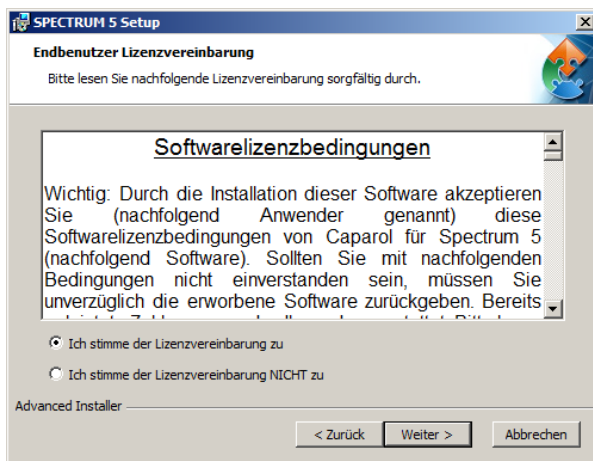 SPECTRUM 5 Setup
Endbenutzer Lizenzvereinbarung
Bitte lesen Sie nachfolgende Lizenzvereinbarung sorgfältig durch.
Softwarelizenzbedingungen
Wichtig: Durch die Installation dieser Software akzeptieren
Sie (nachfolgend Anwender genannt) diese
Softwarelizenzbedingungen von Caparol für Spectrum 5
(nachfolgend Software). Sollten Sie mit nachfolgenden
Bedingungen nicht einverstanden sein, müssen Sie
unverzüglich die erworbene Software zurückgeben. Bereits
Ich stimme der Lizenzvereinbarung zu
Ich stimme der Lizenzvereinbarung NICHT zu
Advanced Installer
< Zurück Weiter > Abbrechen